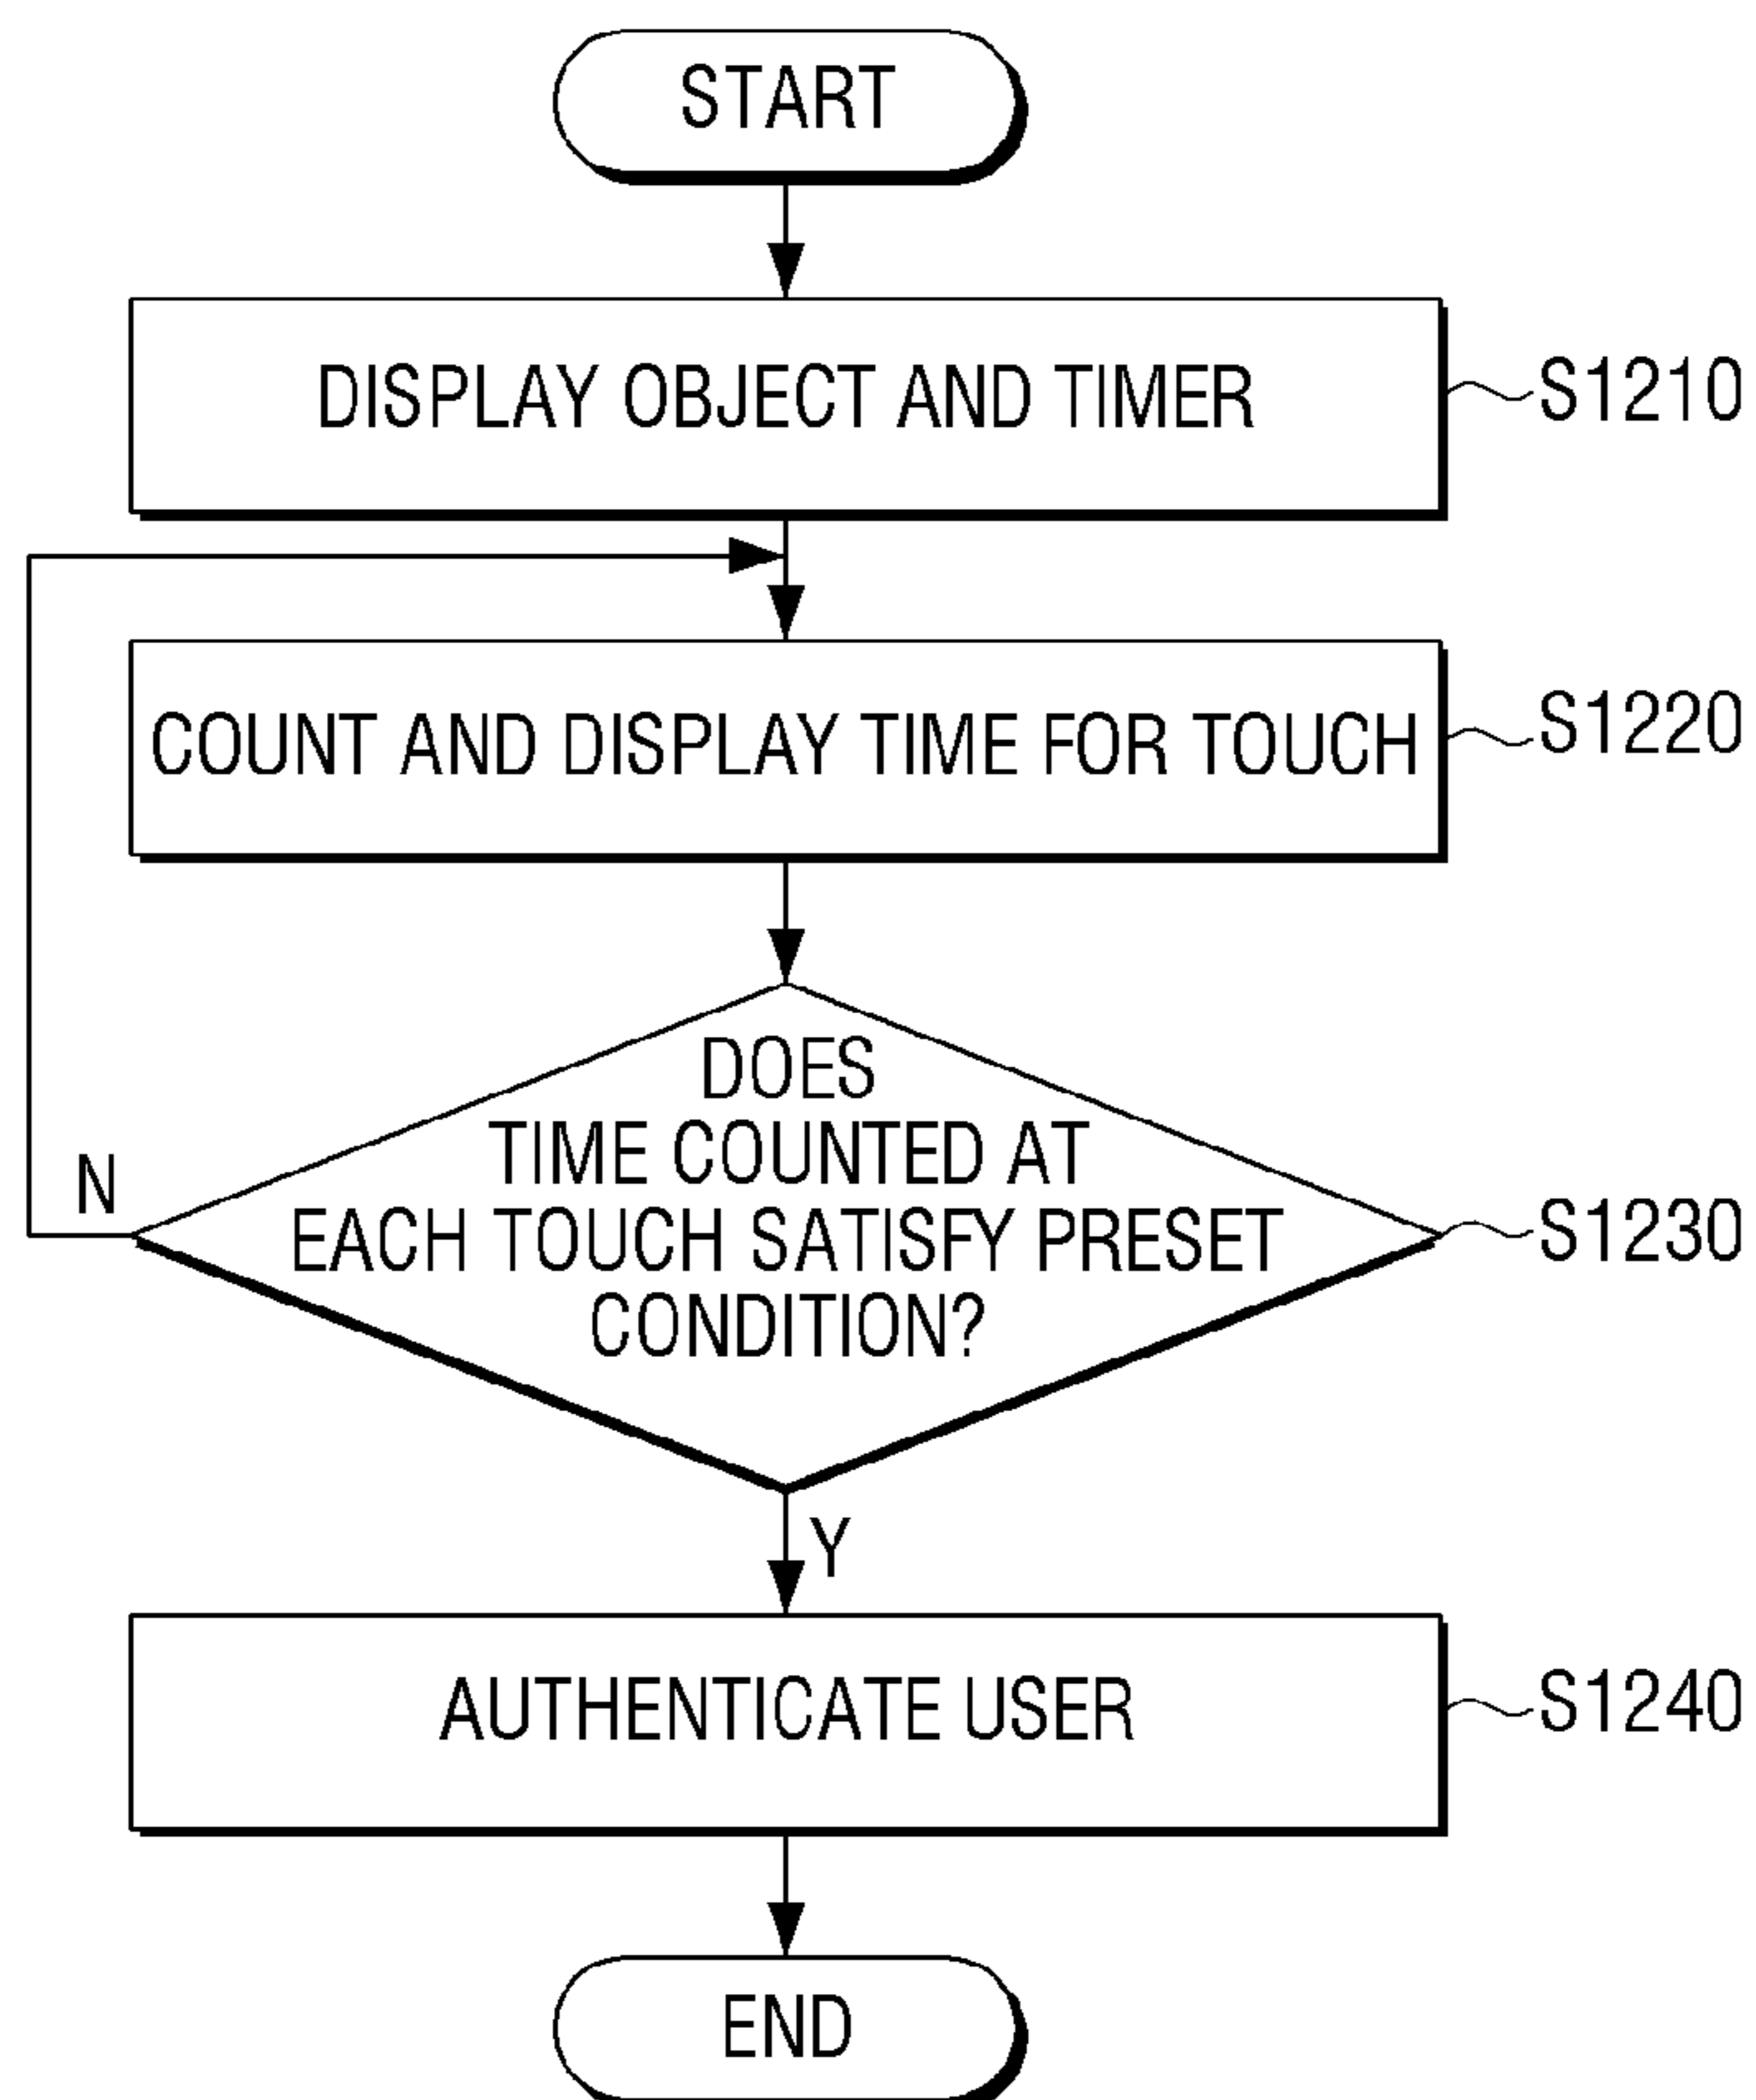 START
DISPLAY OBJECT AND TIMER
S1210
COUNT AND DISPLAY TIME FOR TOUCH
S1220
DOES
TIME COUNTED AT
EACH TOUCH SATISFY PRESET
CONDITION?
N
S1230
Y
AUTHENTICATE USER
S1240
END